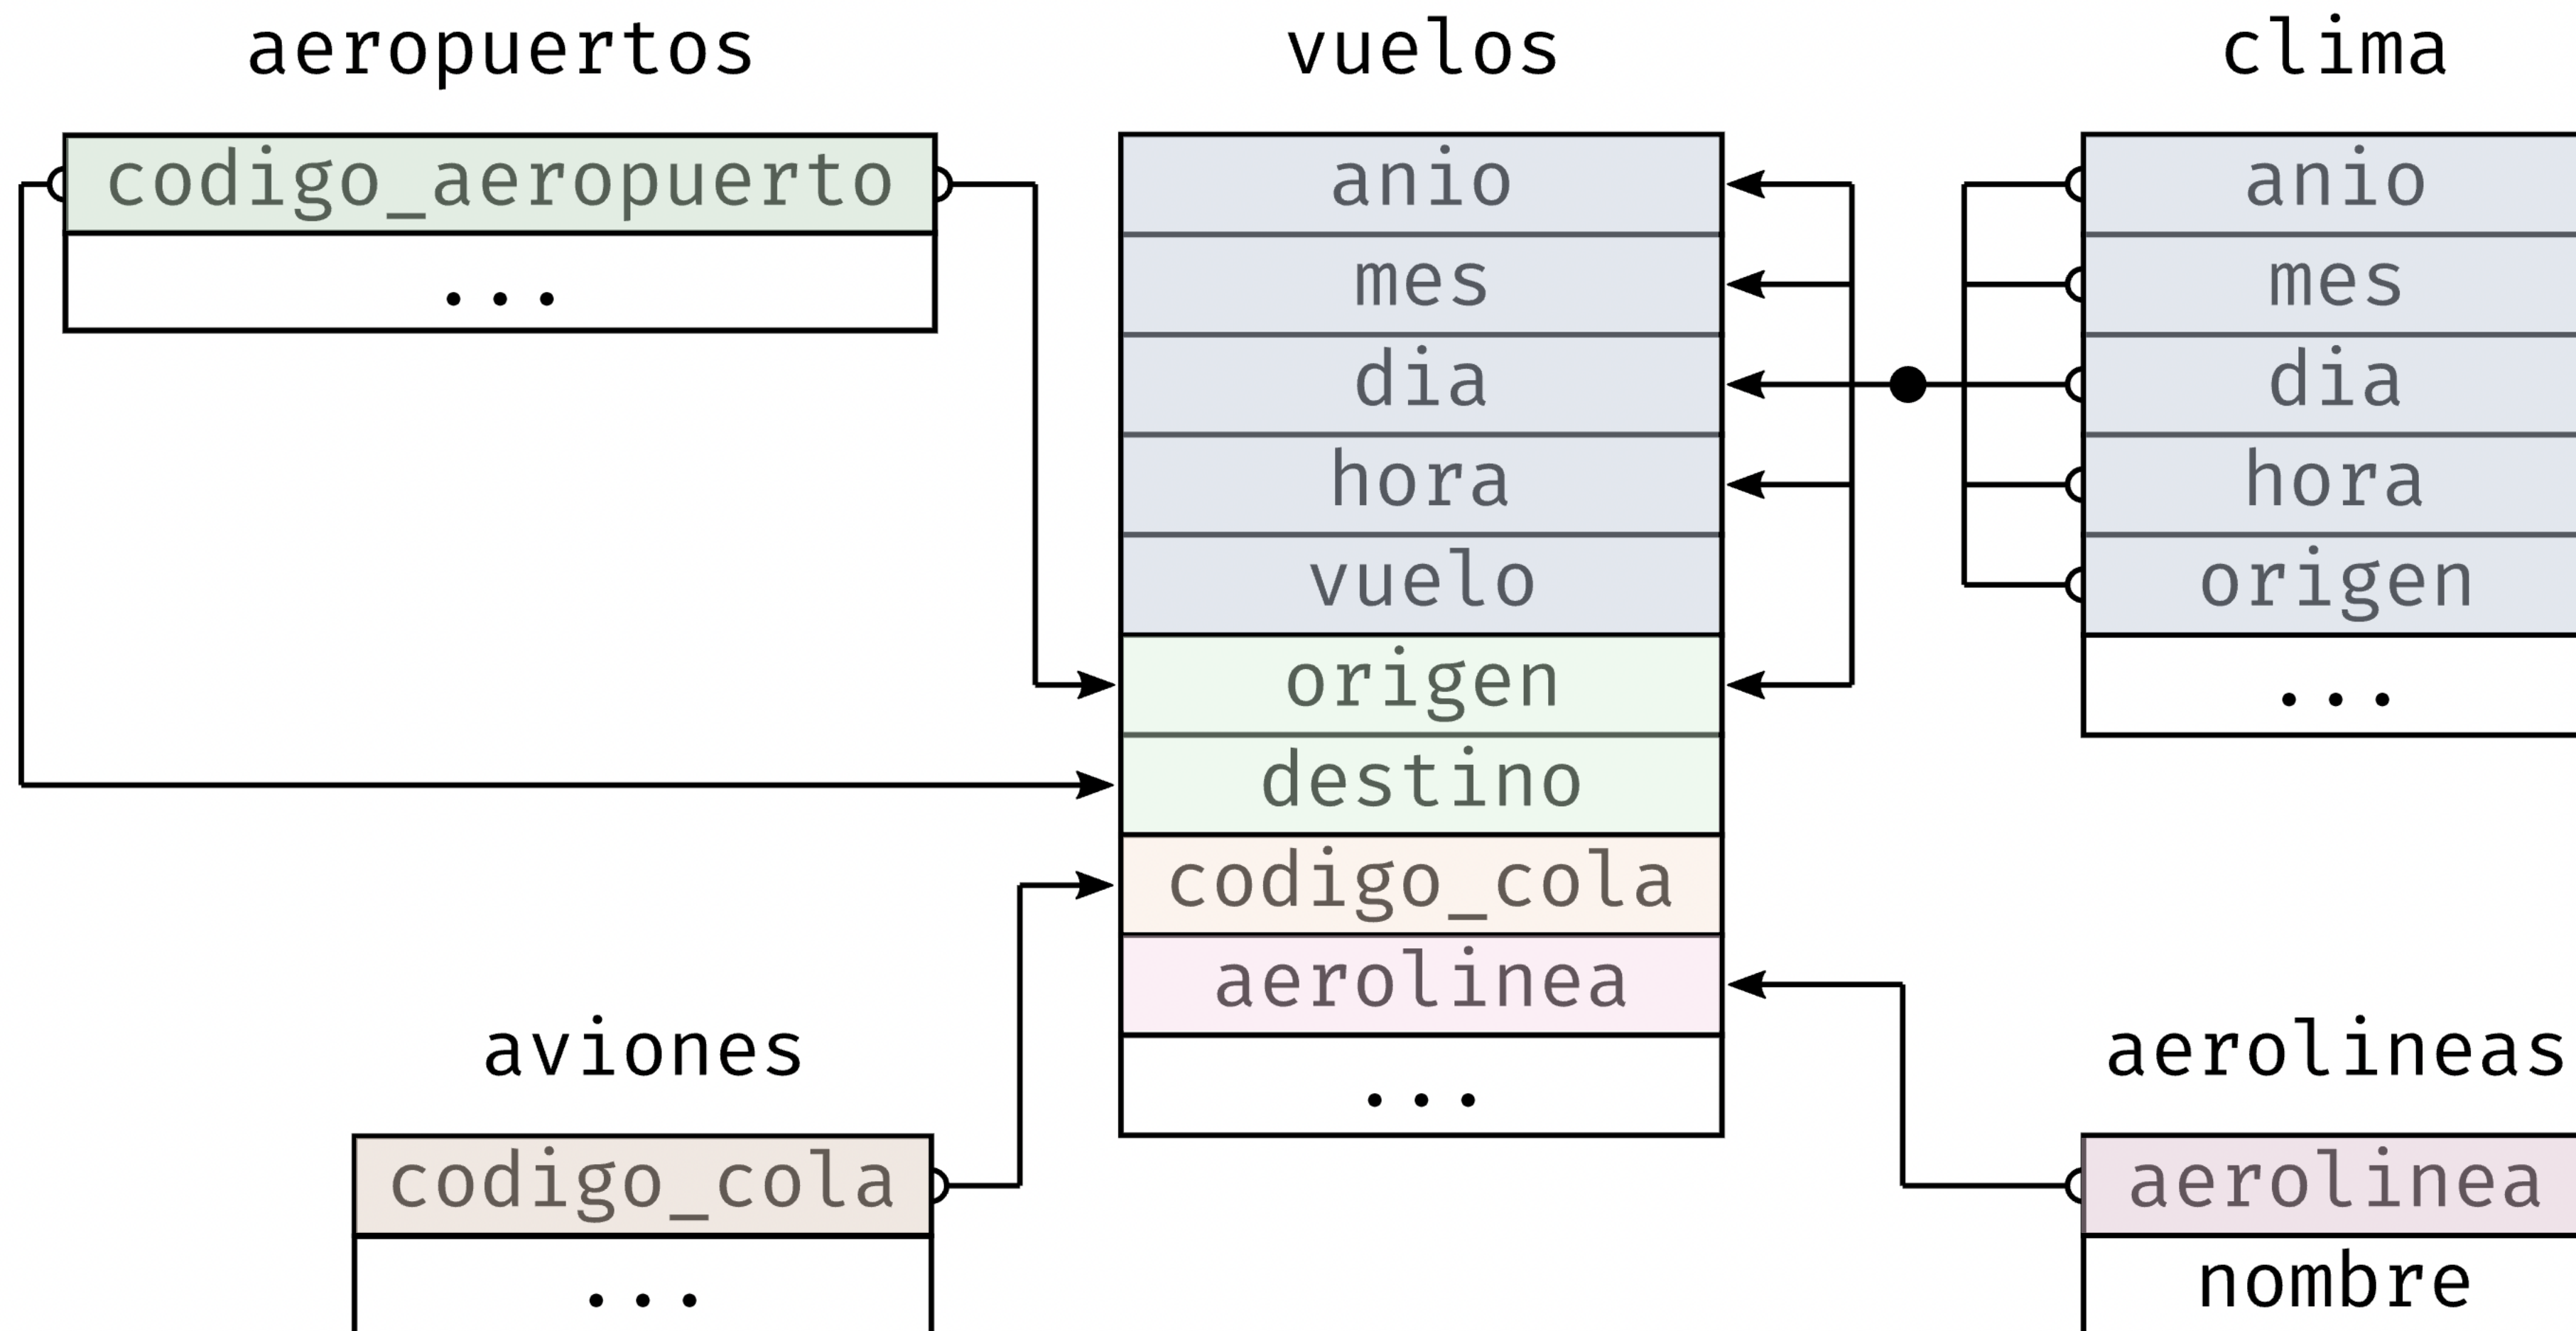 aeropuertos
codigo_aeropuerto
...
vuelos
anio
mes
dia
hora
vuelo
origen
destino
codigo_cola
aerolinea
...
clima
anio
mes
dia
hora
origen
...
aviones
codigo_cola
...
aerolineas
aerolinea
nombre